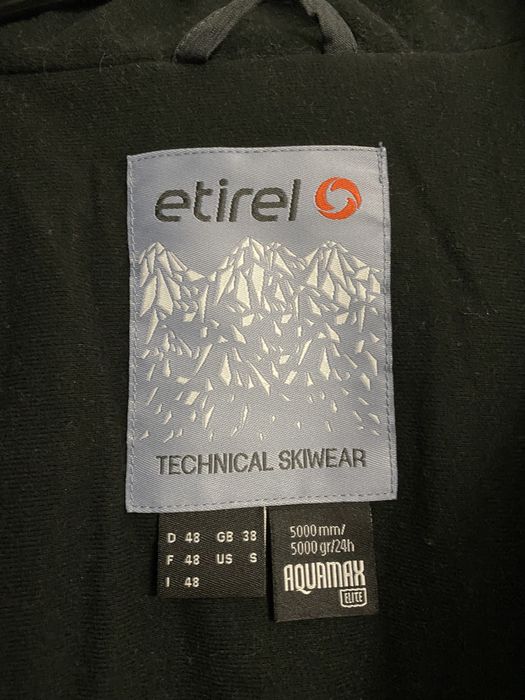 etirel
TECHNICAL SKIWEAR
D 48 GB 38
F 48 US S
I 48
5000 mm/
5000 gr/24h
AQUAMAX
ELITE